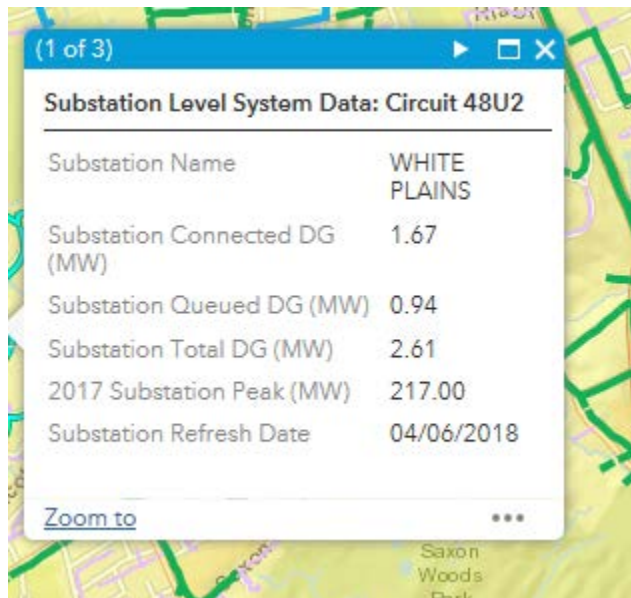 (1 of 3)
Substation Level System Data: Circuit 48U2
Substation Name WHITE
PLAINS
Substation Connected DG 1.67
(MW)
Substation Queued DG (MW) 0.94
Substation Total DG (MW) 2.61
2017 Substation Peak (MW) 217.00
Substation Refresh Date 04/06/2018
Zoom to
Saxon
Woods
Park
Saxon